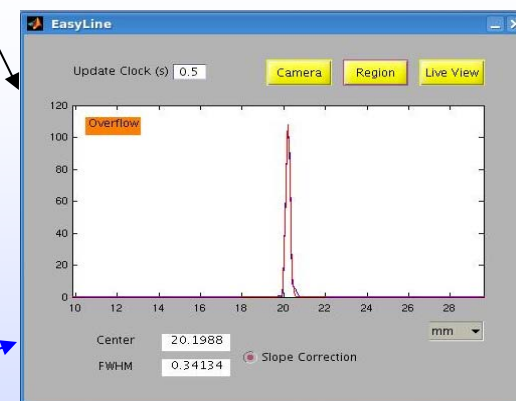 EasyLine
Update Clock (s) 0.5 Camera Region Live View
120
Overflow
100
80
60
40
20
0
10 12 14 16 18 20 22 24 26 28
mm
Center 20.1988
Slope Correction
FWHM 0.34134